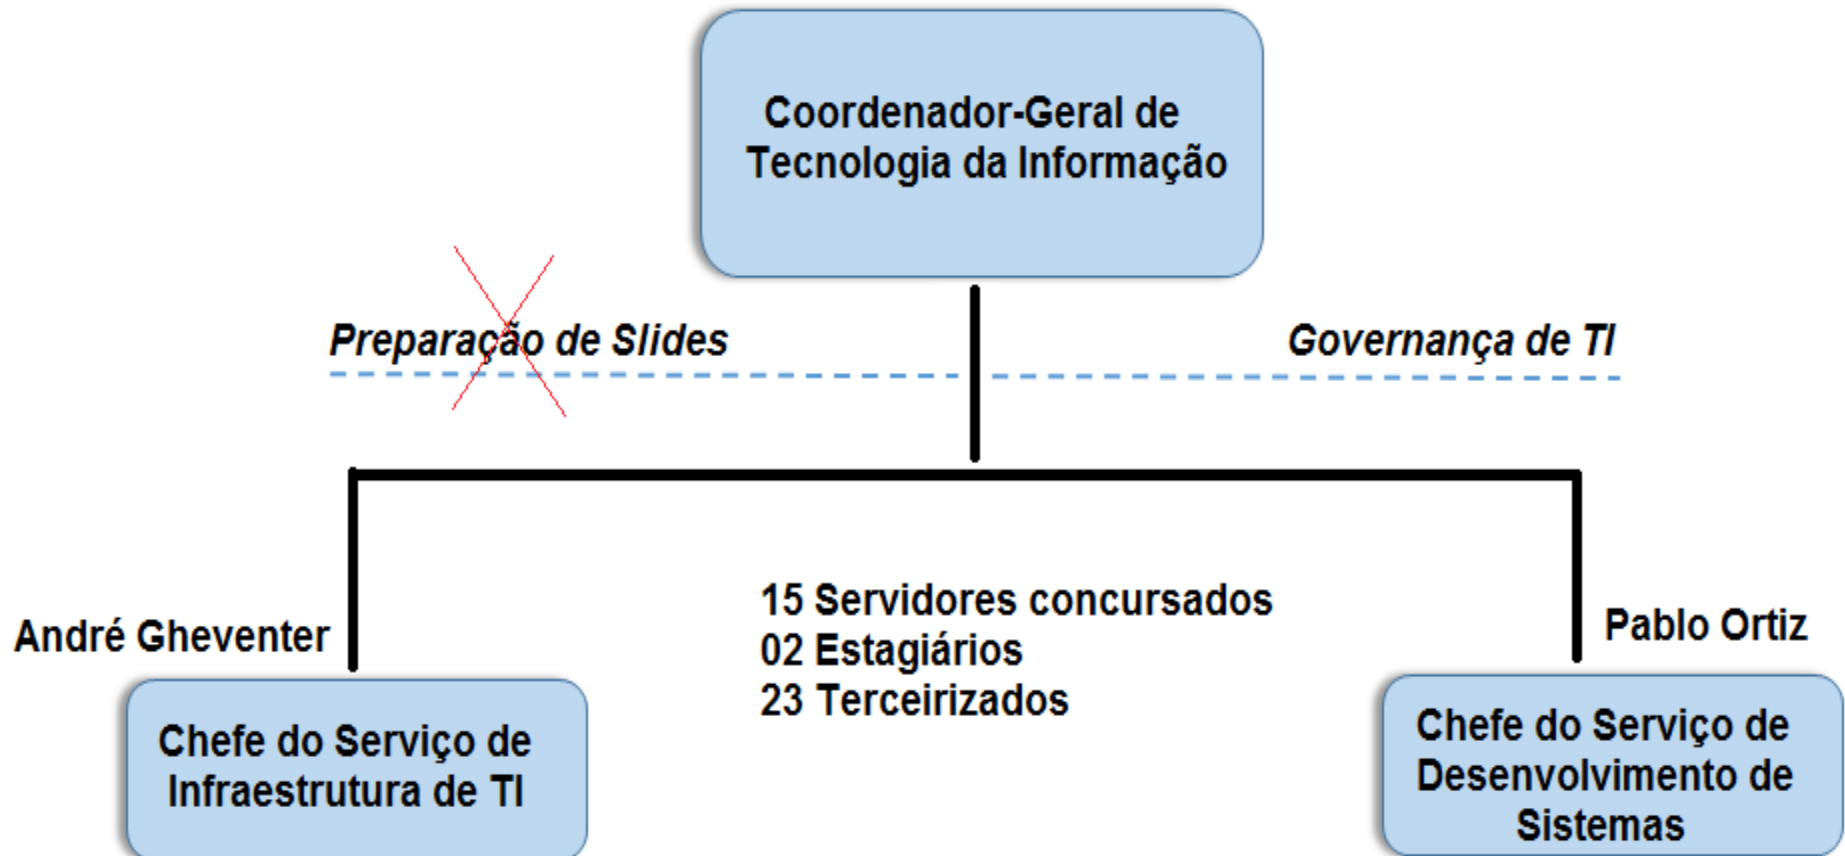 Coordenador-Geral de
Tecnologia da Informação
Preparação de Slides
Governança de TI
André Gheventer
15 Servidores concursados
02 Estagiários
23 Terceirizados
Pablo Ortiz
Chefe do Serviço de
Infraestrutura de TI
Chefe do Serviço de
Desenvolvimento de
Sistemas